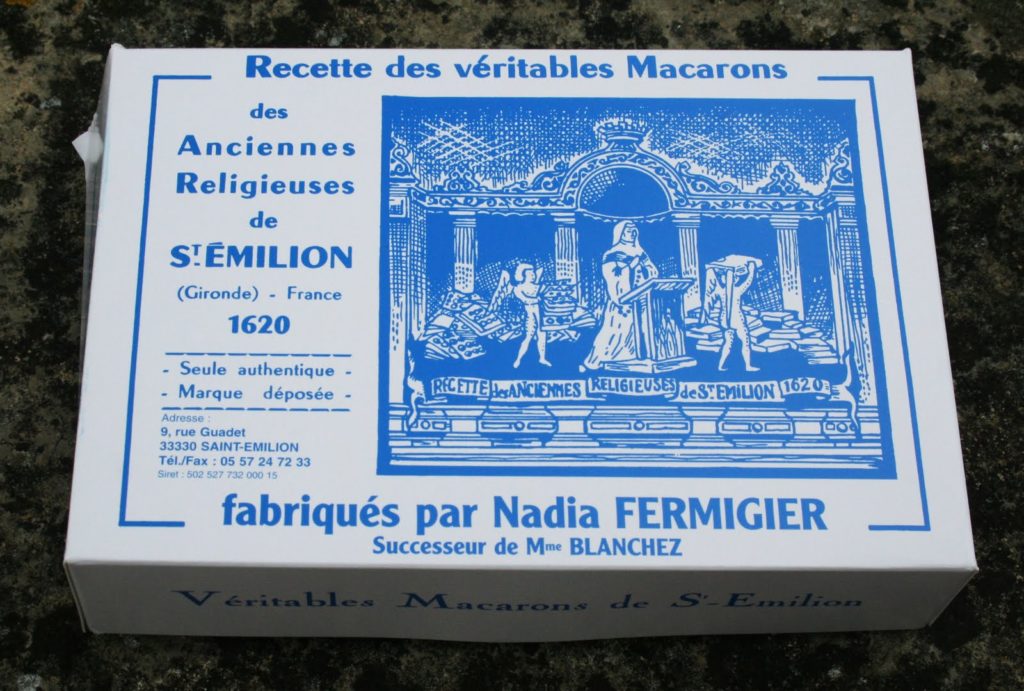 Recette des véritables Macarons
des
Anciennes
Religieuses
de
ST. ÉMILION
(Gironde) - France
1620
- Seule authentique -
- Marque déposée -
Adresse :
9, rue Guadet
33330 SAINT-EMILION
Tél./Fax : 05 57 24 72 33
Siret : 502 527 732 000 15
RECETTE des ANCIENNES RELIGIEUSES de ST. EMILION 1620
fabriqués par Nadia FERMIGIER
Successeur de Mme BLANCHEZ
Véritables Macarons de St-Emilion